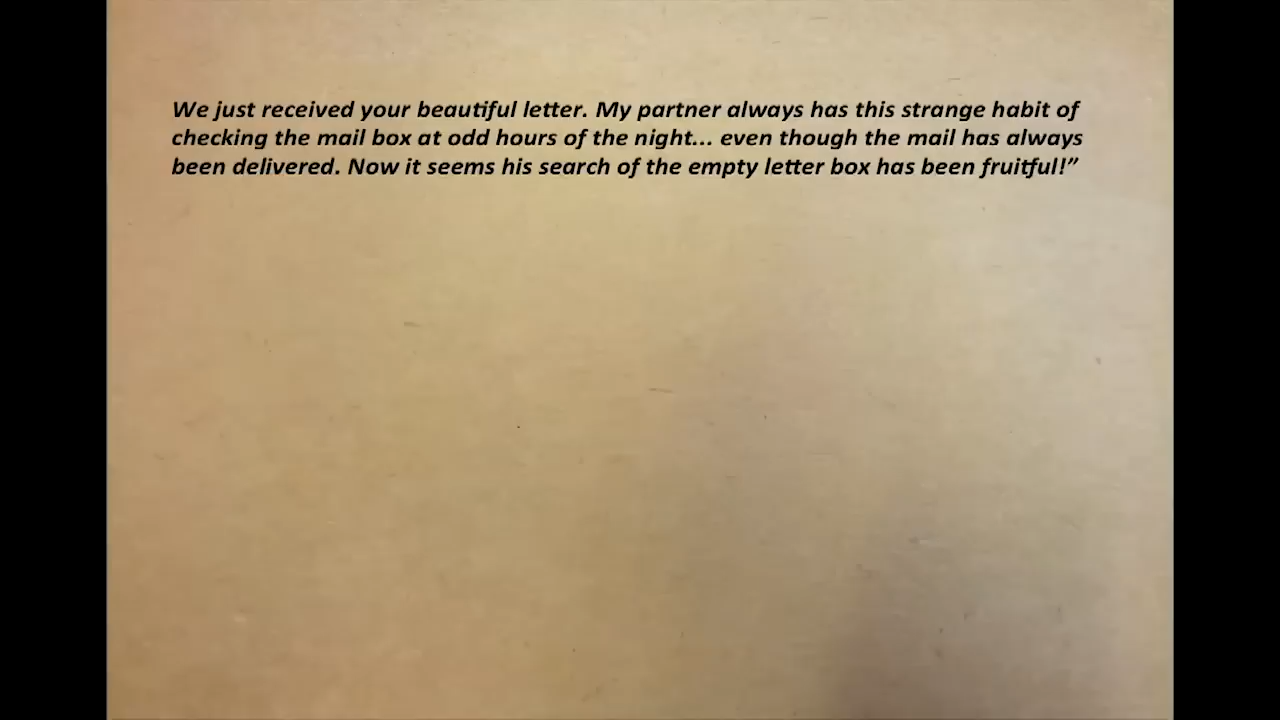 We just received your beautiful letter. My partner always has this strange habit of
checking the mail box at odd hours of the night... even though the mail has always
been delivered. Now it seems his search of the empty letter box has been fruitful!”